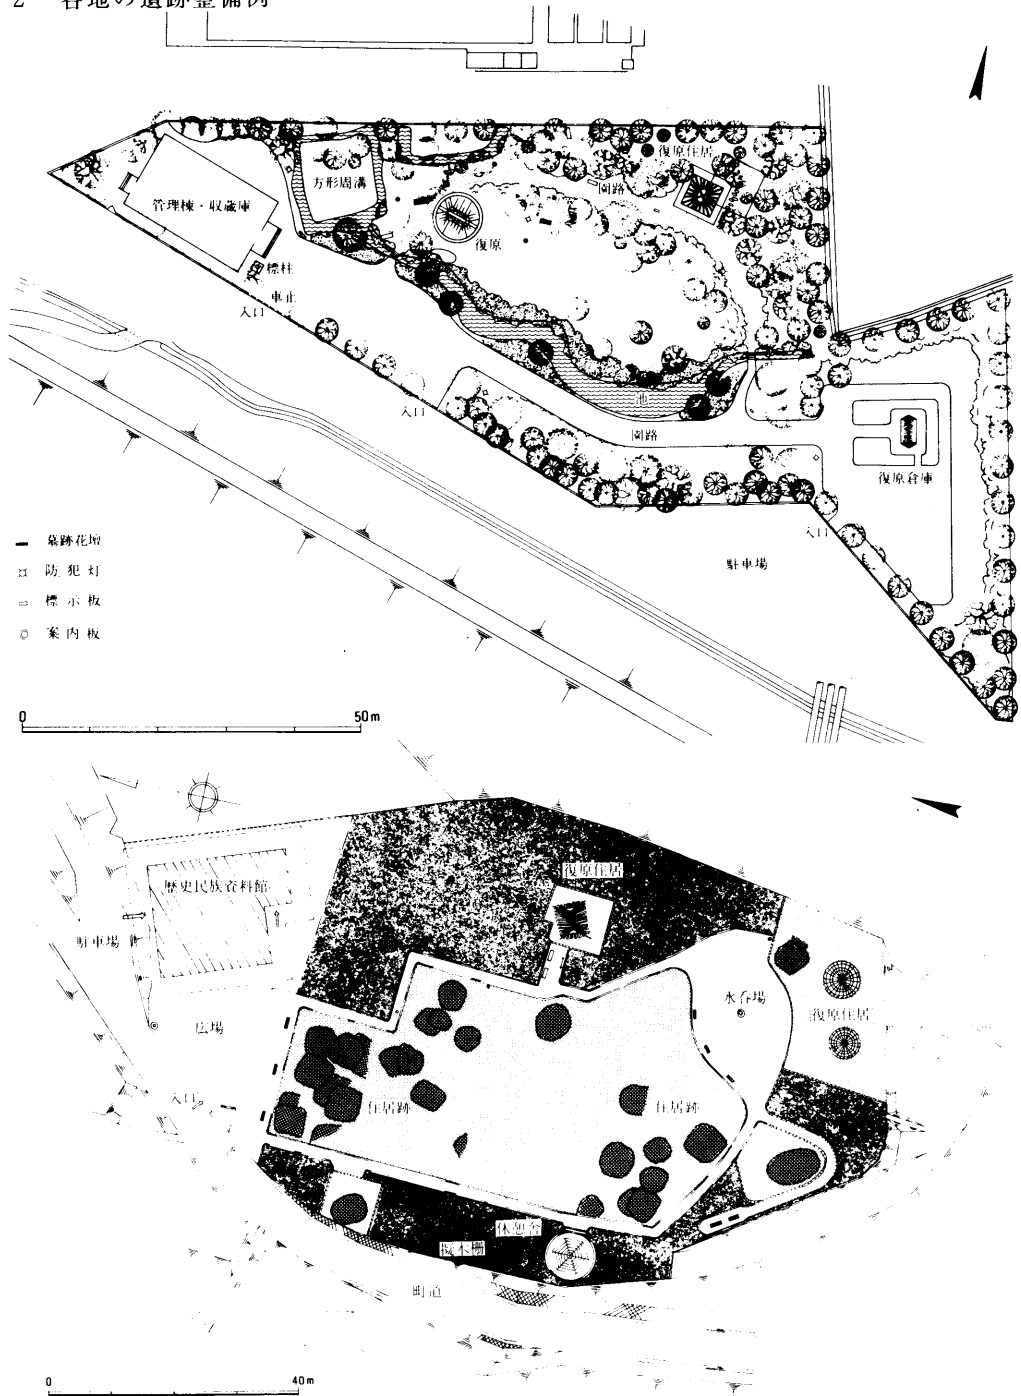 2 各地の遺跡整備例
復原住居
園路
方形周溝
管理棟・収蔵庫
復原
標柱
車止
入口
池
入口
園路
復原倉庫
入口
駐車場
墓跡花壇
防犯灯
標示板
案内板
0 50m
復原住居
歴史民族資料館
駐車場
水呑場
復原住居
広場
入口
住居跡
住居跡
休憩舎
擬木柵
町道
0 40m